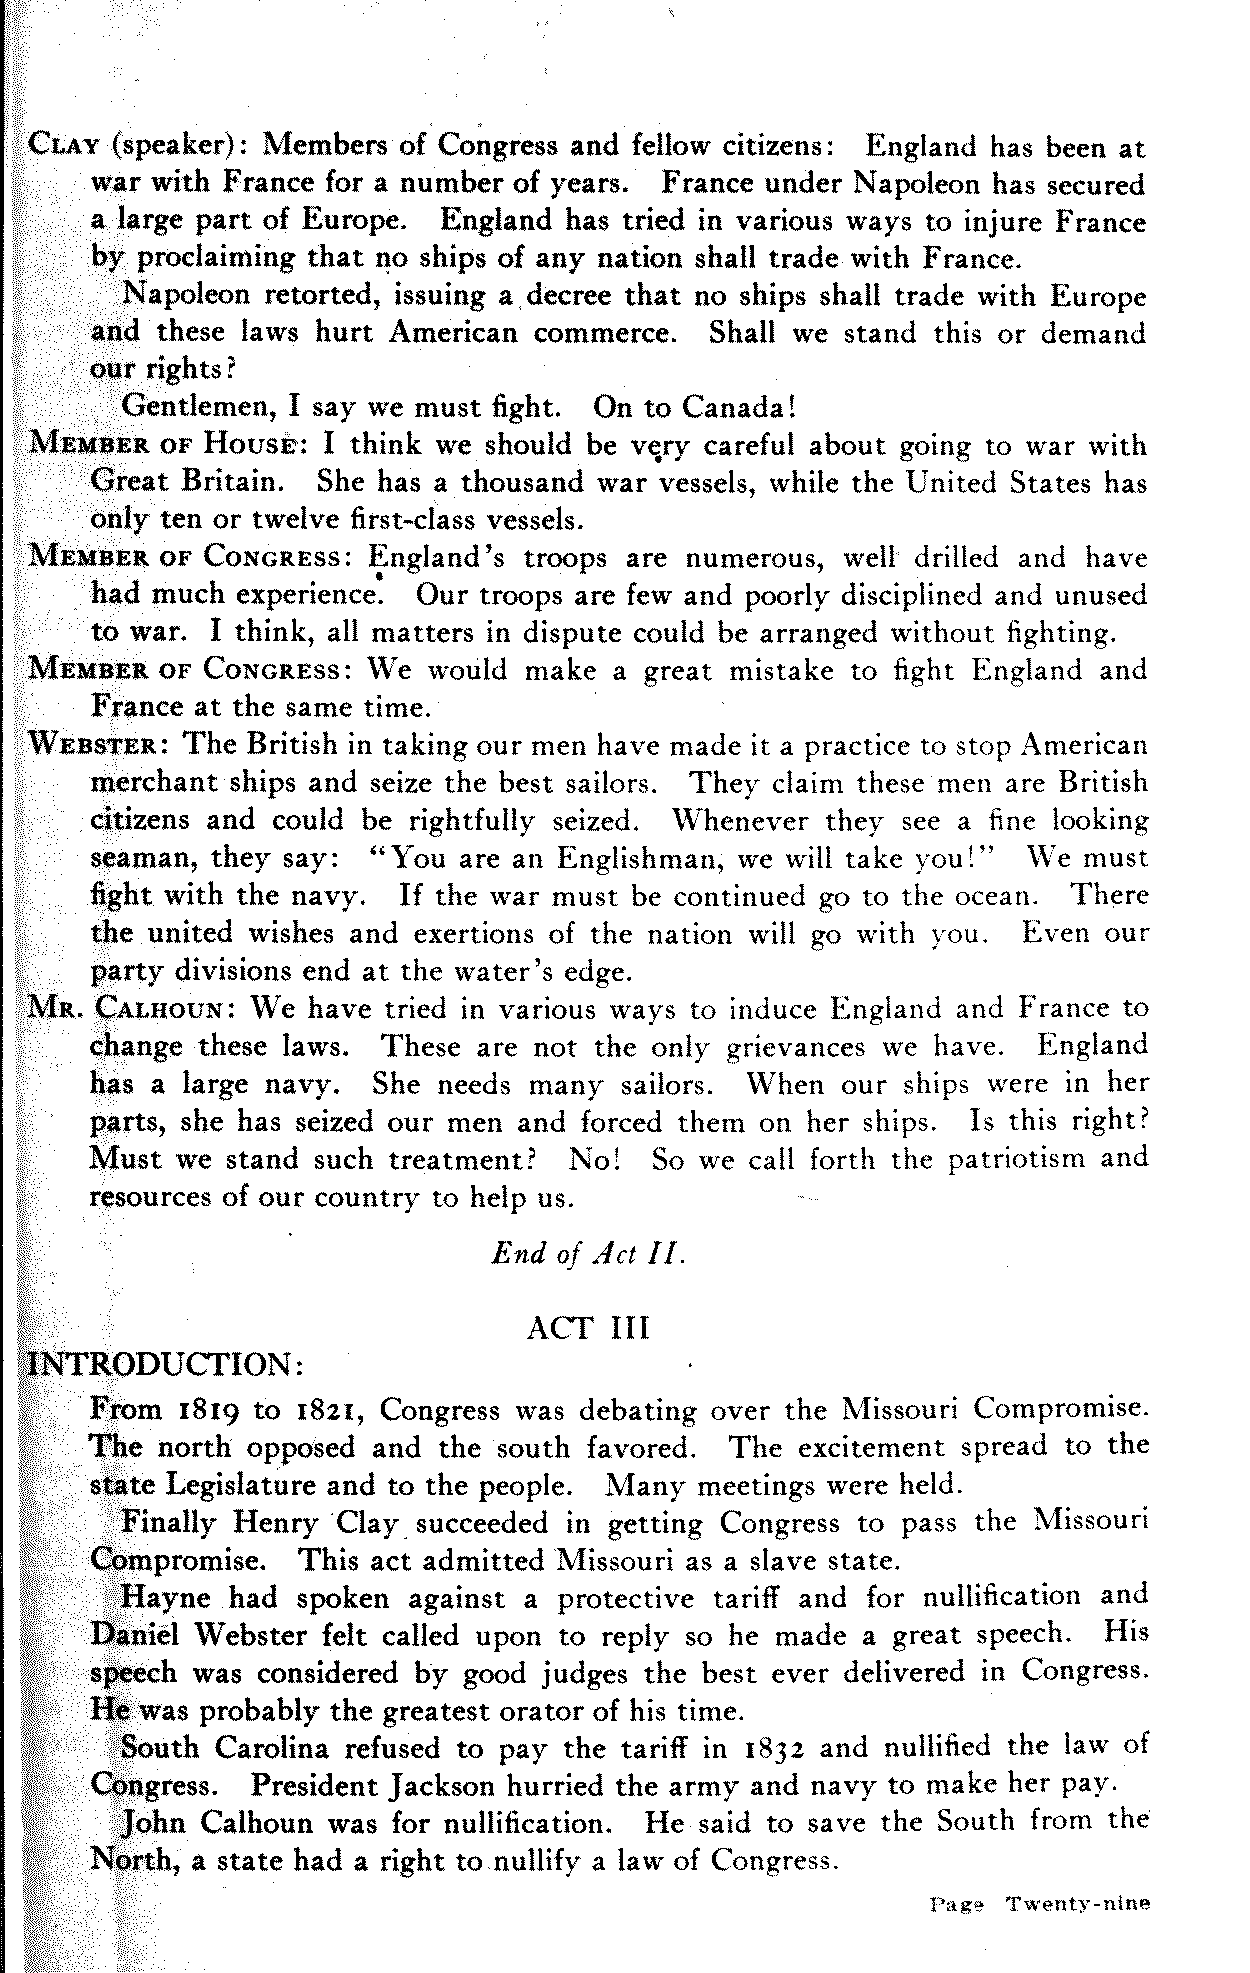 CLAY (speaker): Members of Congress and fellow citizens: England has been at
war with France for a number of years. France under Napoleon has secured
a large part of Europe. England has tried in various ways to injure France
by proclaiming that no ships of any nation shall trade with France.
Napoleon retorted, issuing a decree that no ships shall trade with Europe
and these laws hurt American commerce. Shall we stand this or demand
our rights?
Gentlemen, I say we must fight. On to Canada!
MEMBER OF HOUSE: I think we should be very careful about going to war with
Great Britain. She has a thousand war vessels, while the United States has
only ten or twelve first-class vessels.
MEMBER OF CONGRESS: England's troops are numerous, well drilled and have
had much experience. Our troops are few and poorly disciplined and unused
to war. I think, all matters in dispute could be arranged without fighting.
MEMBER OF CONGRESS: We would make a great mistake to fight England and
France at the same time.
WEBSTER: The British in taking our men have made it a practice to stop American
merchant ships and seize the best sailors. They claim these men are British
citizens and could be rightfully seized. Whenever they see a fine looking
seaman, they say: "You are an Englishman, we will take you!" We must
fight with the navy. If the war must be continued go to the ocean. There
the united wishes and exertions of the nation will go with you. Even our
party divisions end at the water's edge.
MR. CALHOUN: We have tried in various ways to induce England and France to
change these laws. These are not the only grievances we have. England
has a large navy. She needs many sailors. When our ships were in her
parts, she has seized our men and forced them on her ships. Is this right?
Must we stand such treatment? No! So we call forth the patriotism and
resources of our country to help us.
End of Act II.
ACT III
INTRODUCTION:
From 1819 to 1821, Congress was debating over the Missouri Compromise.
The north opposed and the south favored. The excitement spread to the
state Legislature and to the people. Many meetings were held.
Finally Henry Clay succeeded in getting Congress to pass the Missouri
Compromise. This act admitted Missouri as a slave state.
Hayne had spoken against a protective tariff and for nullification and
Daniel Webster felt called upon to reply so he made a great speech. His
speech was considered by good judges the best ever delivered in Congress.
He was probably the greatest orator of his time.
South Carolina refused to pay the tariff in 1832 and nullified the law of
Congress. President Jackson hurried the army and navy to make her pay.
John Calhoun was for nullification. He said to save the South from the
North, a state had a right to nullify a law of Congress.
Page Twenty-nine